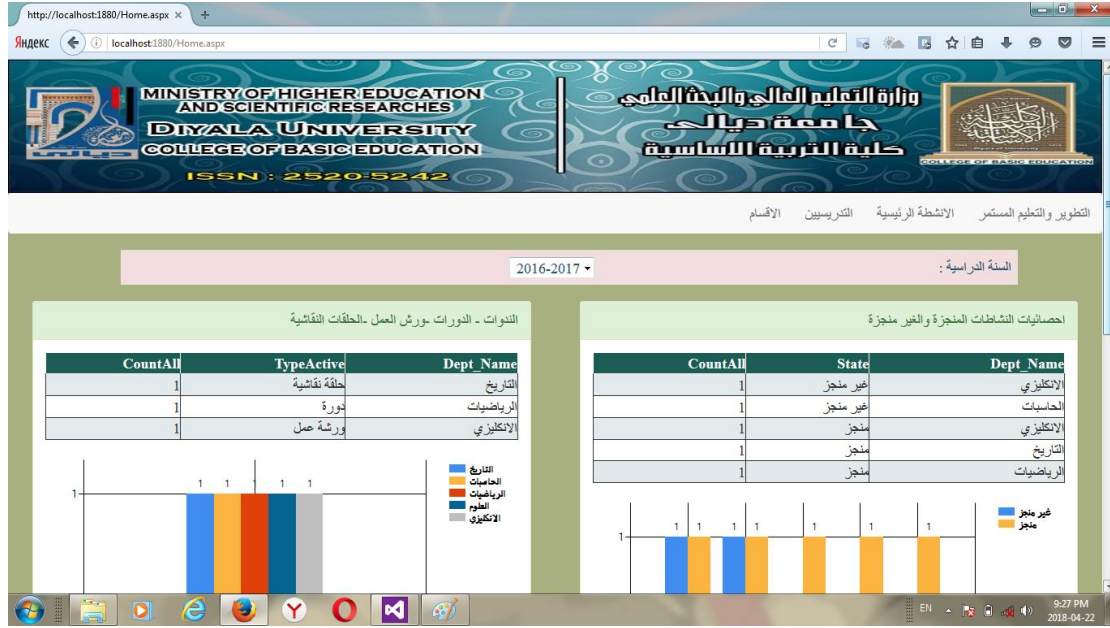 http://localhost:1880/Home.aspx
Яндекс
localhost:1880/Home.aspx
MINISTRY OF HIGHER EDUCATION
AND SCIENTIFIC RESEARCHES
DIYALA UNIVERSITY
COLLEGE OF BASIC EDUCATION
ISSN : 2520-5242
وزارة التعليم العالي والبحث العلمي
جامعة ديالى
كلية التربية الاساسية
COLLEGE OF BASIC EDUCATION
ديالى
التطوير والتعليم المستمر الانشطة الرئيسية التدريسيين الاقسام
السنة الدراسية :
2016-2017
احصائيات النشاطات المنجزة والغير منجزة
Dept_Name State CountAll
الانكليزي غير منجز 1
الحاسبات غير منجز 1
الانكليزي منجز 1
التاريخ منجز 1
الرياضيات منجز 1
غير منجز
منجز
1 1 1 1 1 1 1
1
الندوات - الدورات -ورش العمل -الحلقات النقاشية
Dept_Name TypeActive CountAll
التاريخ حلقة نقاشية 1
الرياضيات دورة 1
الانكليزي ورشة عمل 1
التاريخ
الحاسبات
الرياضيات
العلوم
الانكليزي
1 1 1 1 1
1
EN
9:27 PM
2018-04-22